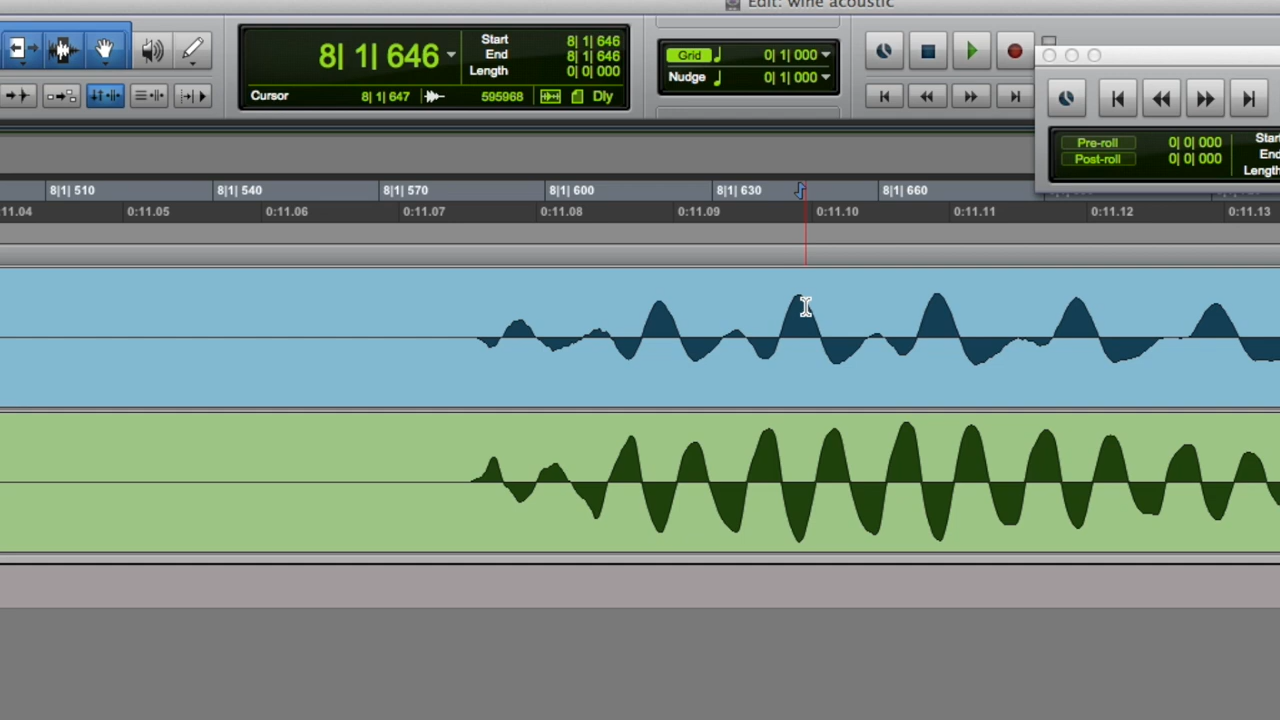 Edit: wine acoustic
8| 1| 646
Start 8| 1| 646
End 8| 1| 646
Length 0| 0| 000
Cursor 8| 1| 647 595968 Dly
Grid 0| 1| 000
Nudge 0| 1| 000
Pre-roll 0| 0| 000 Star
Post-roll 0| 0| 000 End
Length
8|1| 510 8|1| 540 8|1| 570 8|1| 600 8|1| 630 8|1| 660
:11.04 0:11.05 0:11.06 0:11.07 0:11.08 0:11.09 0:11.10 0:11.11 0:11.12 0:11.13